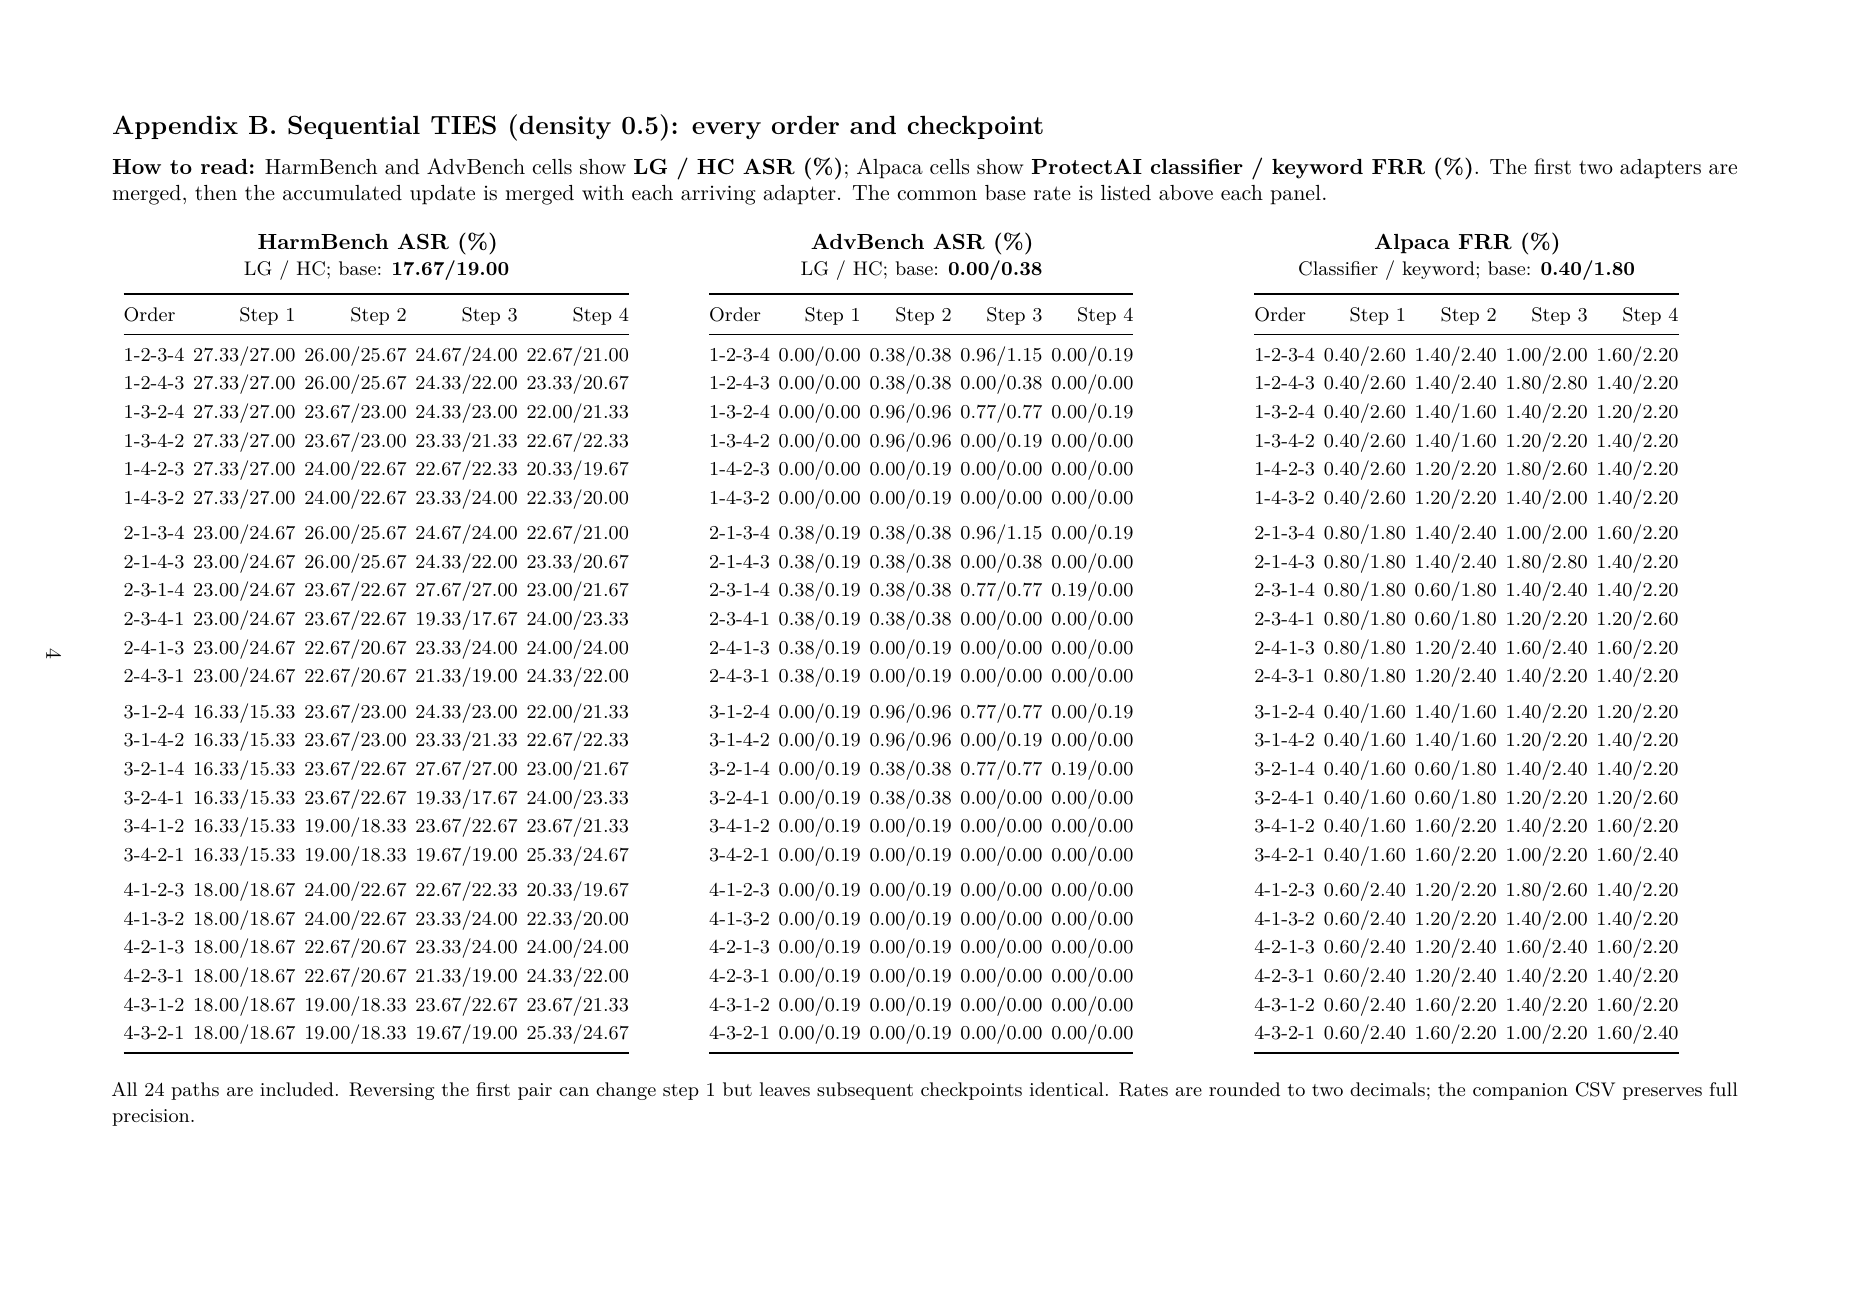 Appendix B. Sequential TIES (density 0.5): every order and checkpoint
How to read: HarmBench and AdvBench cells show LG / HC ASR (%); Alpaca cells show ProtectAI classifier / keyword FRR (%). The first two adapters are
merged, then the accumulated update is merged with each arriving adapter. The common base rate is listed above each panel.
HarmBench ASR (%)
LG / HC; base: 17.67/19.00
Order Step 1 Step 2 Step 3 Step 4
1-2-3-4 27.33/27.00 26.00/25.67 24.67/24.00 22.67/21.00
1-2-4-3 27.33/27.00 26.00/25.67 24.33/22.00 23.33/20.67
1-3-2-4 27.33/27.00 23.67/23.00 24.33/23.00 22.00/21.33
1-3-4-2 27.33/27.00 23.67/23.00 23.33/21.33 22.67/22.33
1-4-2-3 27.33/27.00 24.00/22.67 22.67/22.33 20.33/19.67
1-4-3-2 27.33/27.00 24.00/22.67 23.33/24.00 22.33/20.00
2-1-3-4 23.00/24.67 26.00/25.67 24.67/24.00 22.67/21.00
2-1-4-3 23.00/24.67 26.00/25.67 24.33/22.00 23.33/20.67
2-3-1-4 23.00/24.67 23.67/22.67 27.67/27.00 23.00/21.67
2-3-4-1 23.00/24.67 23.67/22.67 19.33/17.67 24.00/23.33
2-4-1-3 23.00/24.67 22.67/20.67 23.33/24.00 24.00/24.00
2-4-3-1 23.00/24.67 22.67/20.67 21.33/19.00 24.33/22.00
3-1-2-4 16.33/15.33 23.67/23.00 24.33/23.00 22.00/21.33
3-1-4-2 16.33/15.33 23.67/23.00 23.33/21.33 22.67/22.33
3-2-1-4 16.33/15.33 23.67/22.67 27.67/27.00 23.00/21.67
3-2-4-1 16.33/15.33 23.67/22.67 19.33/17.67 24.00/23.33
3-4-1-2 16.33/15.33 19.00/18.33 23.67/22.67 23.67/21.33
3-4-2-1 16.33/15.33 19.00/18.33 19.67/19.00 25.33/24.67
4-1-2-3 18.00/18.67 24.00/22.67 22.67/22.33 20.33/19.67
4-1-3-2 18.00/18.67 24.00/22.67 23.33/24.00 22.33/20.00
4-2-1-3 18.00/18.67 22.67/20.67 23.33/24.00 24.00/24.00
4-2-3-1 18.00/18.67 22.67/20.67 21.33/19.00 24.33/22.00
4-3-1-2 18.00/18.67 19.00/18.33 23.67/22.67 23.67/21.33
4-3-2-1 18.00/18.67 19.00/18.33 19.67/19.00 25.33/24.67
AdvBench ASR (%)
LG / HC; base: 0.00/0.38
Order Step 1 Step 2 Step 3 Step 4
1-2-3-4 0.00/0.00 0.38/0.38 0.96/1.15 0.00/0.19
1-2-4-3 0.00/0.00 0.38/0.38 0.00/0.38 0.00/0.00
1-3-2-4 0.00/0.00 0.96/0.96 0.77/0.77 0.00/0.19
1-3-4-2 0.00/0.00 0.96/0.96 0.00/0.19 0.00/0.00
1-4-2-3 0.00/0.00 0.00/0.19 0.00/0.00 0.00/0.00
1-4-3-2 0.00/0.00 0.00/0.19 0.00/0.00 0.00/0.00
2-1-3-4 0.38/0.19 0.38/0.38 0.96/1.15 0.00/0.19
2-1-4-3 0.38/0.19 0.38/0.38 0.00/0.38 0.00/0.00
2-3-1-4 0.38/0.19 0.38/0.38 0.77/0.77 0.19/0.00
2-3-4-1 0.38/0.19 0.38/0.38 0.00/0.00 0.00/0.00
2-4-1-3 0.38/0.19 0.00/0.19 0.00/0.00 0.00/0.00
2-4-3-1 0.38/0.19 0.00/0.19 0.00/0.00 0.00/0.00
3-1-2-4 0.00/0.19 0.96/0.96 0.77/0.77 0.00/0.19
3-1-4-2 0.00/0.19 0.96/0.96 0.00/0.19 0.00/0.00
3-2-1-4 0.00/0.19 0.38/0.38 0.77/0.77 0.19/0.00
3-2-4-1 0.00/0.19 0.38/0.38 0.00/0.00 0.00/0.00
3-4-1-2 0.00/0.19 0.00/0.19 0.00/0.00 0.00/0.00
3-4-2-1 0.00/0.19 0.00/0.19 0.00/0.00 0.00/0.00
4-1-2-3 0.00/0.19 0.00/0.19 0.00/0.00 0.00/0.00
4-1-3-2 0.00/0.19 0.00/0.19 0.00/0.00 0.00/0.00
4-2-1-3 0.00/0.19 0.00/0.19 0.00/0.00 0.00/0.00
4-2-3-1 0.00/0.19 0.00/0.19 0.00/0.00 0.00/0.00
4-3-1-2 0.00/0.19 0.00/0.19 0.00/0.00 0.00/0.00
4-3-2-1 0.00/0.19 0.00/0.19 0.00/0.00 0.00/0.00
Alpaca FRR (%)
Classifier / keyword; base: 0.40/1.80
Order Step 1 Step 2 Step 3 Step 4
1-2-3-4 0.40/2.60 1.40/2.40 1.00/2.00 1.60/2.20
1-2-4-3 0.40/2.60 1.40/2.40 1.80/2.80 1.40/2.20
1-3-2-4 0.40/2.60 1.40/1.60 1.40/2.20 1.20/2.20
1-3-4-2 0.40/2.60 1.40/1.60 1.20/2.20 1.40/2.20
1-4-2-3 0.40/2.60 1.20/2.20 1.80/2.60 1.40/2.20
1-4-3-2 0.40/2.60 1.20/2.20 1.40/2.00 1.40/2.20
2-1-3-4 0.80/1.80 1.40/2.40 1.00/2.00 1.60/2.20
2-1-4-3 0.80/1.80 1.40/2.40 1.80/2.80 1.40/2.20
2-3-1-4 0.80/1.80 0.60/1.80 1.40/2.40 1.40/2.20
2-3-4-1 0.80/1.80 0.60/1.80 1.20/2.20 1.20/2.60
2-4-1-3 0.80/1.80 1.20/2.40 1.60/2.40 1.60/2.20
2-4-3-1 0.80/1.80 1.20/2.40 1.40/2.20 1.40/2.20
3-1-2-4 0.40/1.60 1.40/1.60 1.40/2.20 1.20/2.20
3-1-4-2 0.40/1.60 1.40/1.60 1.20/2.20 1.40/2.20
3-2-1-4 0.40/1.60 0.60/1.80 1.40/2.40 1.40/2.20
3-2-4-1 0.40/1.60 0.60/1.80 1.20/2.20 1.20/2.60
3-4-1-2 0.40/1.60 1.60/2.20 1.40/2.20 1.60/2.20
3-4-2-1 0.40/1.60 1.60/2.20 1.00/2.20 1.60/2.40
4-1-2-3 0.60/2.40 1.20/2.20 1.80/2.60 1.40/2.20
4-1-3-2 0.60/2.40 1.20/2.20 1.40/2.00 1.40/2.20
4-2-1-3 0.60/2.40 1.20/2.40 1.60/2.40 1.60/2.20
4-2-3-1 0.60/2.40 1.20/2.40 1.40/2.20 1.40/2.20
4-3-1-2 0.60/2.40 1.60/2.20 1.40/2.20 1.60/2.20
4-3-2-1 0.60/2.40 1.60/2.20 1.00/2.20 1.60/2.40
All 24 paths are included. Reversing the first pair can change step 1 but leaves subsequent checkpoints identical. Rates are rounded to two decimals; the companion CSV preserves full
precision.
4